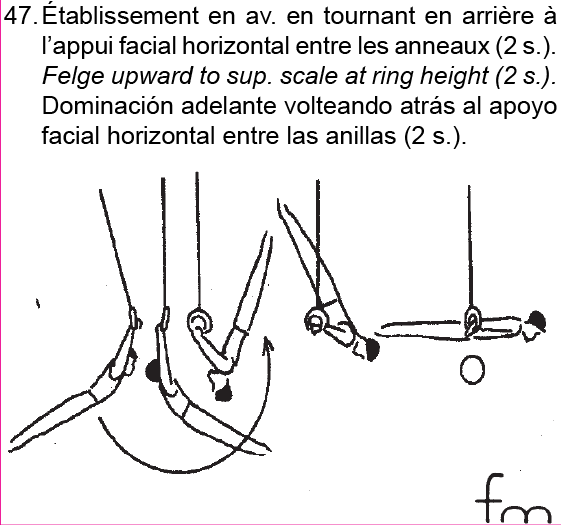 47. Établissement en av. en tournant en arrière à
l'appui facial horizontal entre les anneaux (2 s.).
Felge upward to sup. scale at ring height (2 s.).
Dominación adelante volteando atrás al apoyo
facial horizontal entre las anillas (2 s.).
fm